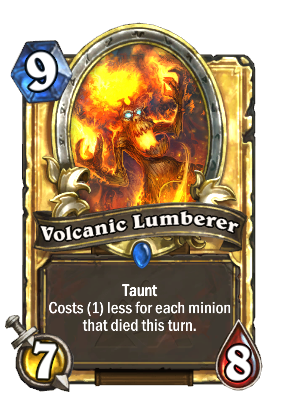 9
Volcanic Lumberer
Taunt
Costs (1) less for each minion
that died this turn.
7
8